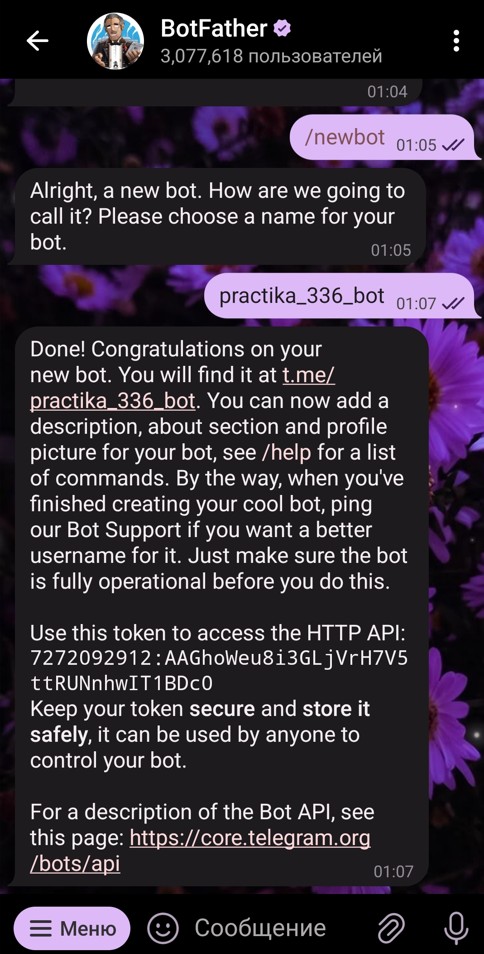 BotFather
3,077,618 пользователей
01:04
/newbot 01:05
Alright, a new bot. How are we going to
call it? Please choose a name for your
bot.
01:05
practika_336_bot 01:07
Done! Congratulations on your
new bot. You will find it at t.me/
practika_336_bot. You can now add a
description, about section and profile
picture for your bot, see /help for a list
of commands. By the way, when you've
finished creating your cool bot, ping
our Bot Support if you want a better
username for it. Just make sure the bot
is fully operational before you do this.
Use this token to access the HTTP API:
7272092912:AAGhoWeu8i3GLjVrH7V5
ttRUNnhwIT1BDc0
Keep your token secure and store it
safely, it can be used by anyone to
control your bot.
For a description of the Bot API, see
this page: https://core.telegram.org
/bots/api
01:07
Меню
Сообщение